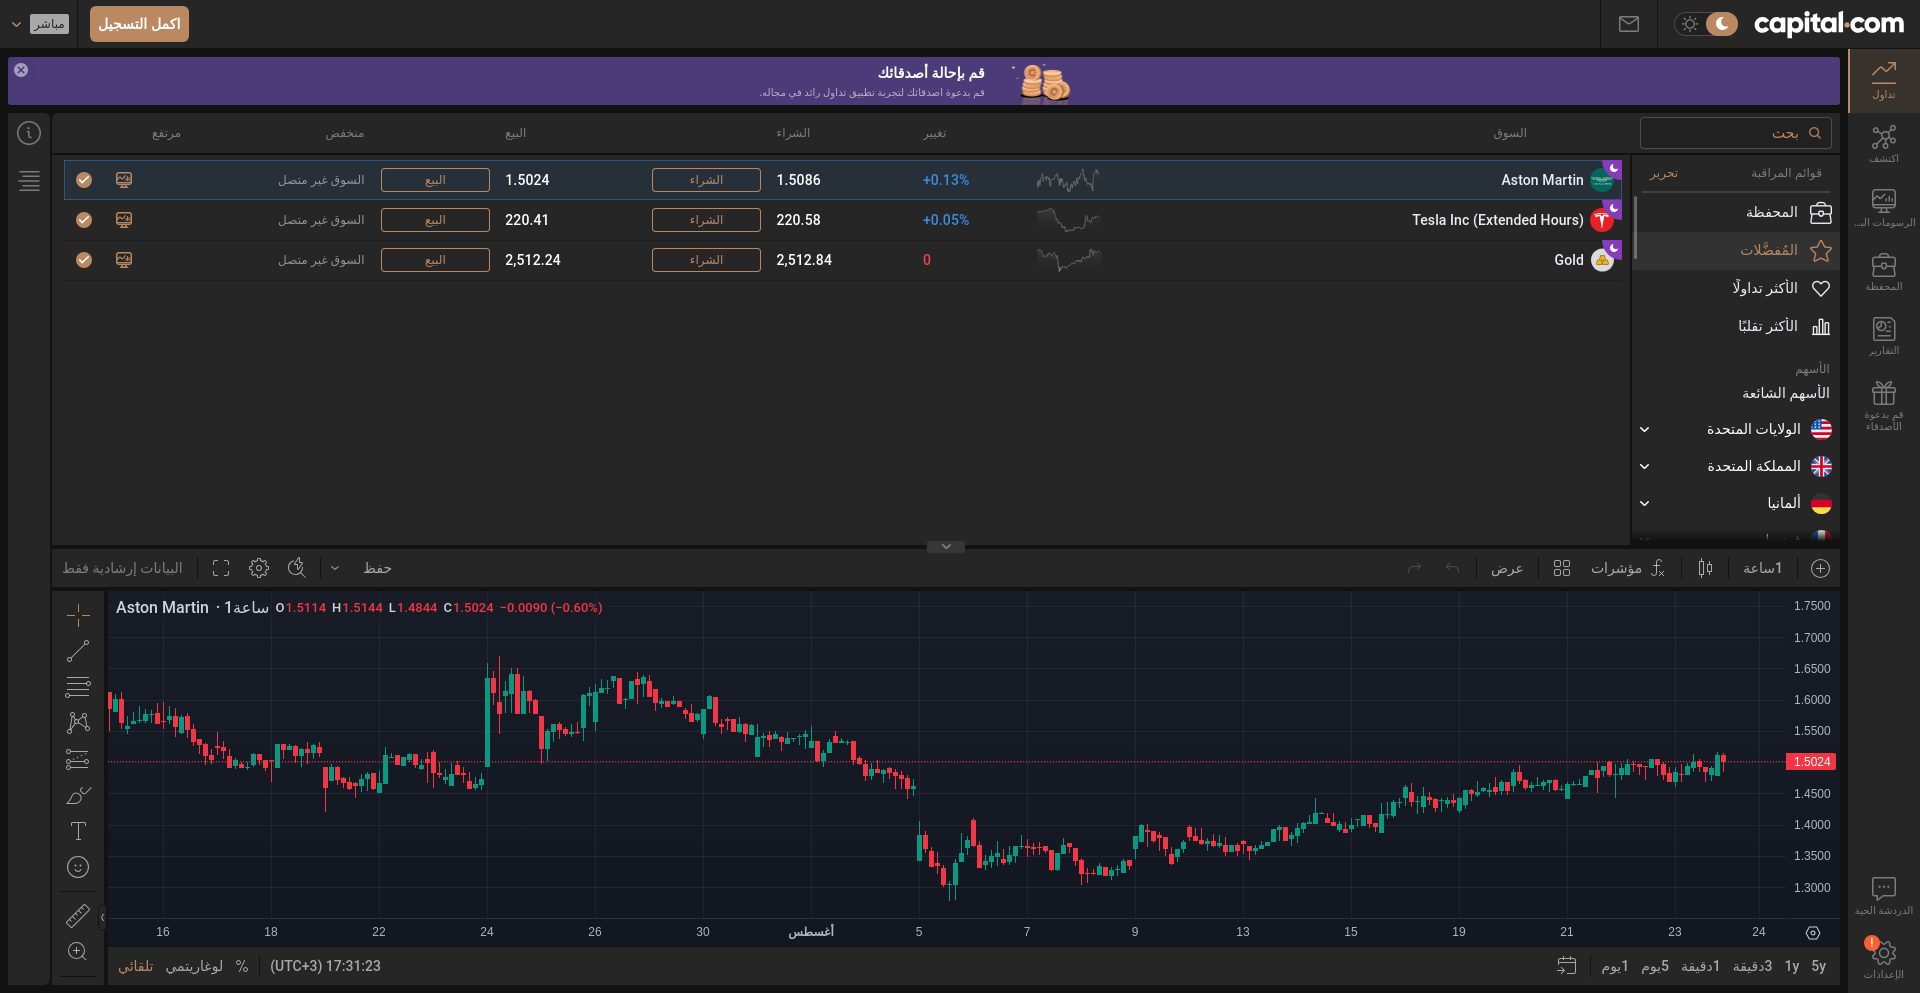 capital.com
اكمل التسجيل
مباشر
قم بإحالة أصدقائك
قم بدعوة اصدقائك لتجربة تطبيق تداول رائد في مجاله.
تداول
اكتشف
الرسومات البـ...
المحفظة
التقارير
قم بدعوة
الأصدقاء
الدردشة الحية
!
الإعدادات
بحث
قوائم المراقبة تحرير
المحفظة
المُفضَّلات
الأكثر تداولًا
الأكثر تقلبًا
الأسهم
الأسهم الشائعة
الولايات المتحدة
المملكة المتحدة
ألمانيا
السوق تغيير الشراء البيع منخفض مرتفع
Aston Martin +0.13% 1.5086 الشراء 1.5024 البيع السوق غير متصل
Tesla Inc (Extended Hours) +0.05% 220.58 الشراء 220.41 البيع السوق غير متصل
Gold 0 2,512.84 الشراء 2,512.24 البيع السوق غير متصل
1ساعة مؤشرات عرض حفظ البيانات إرشادية فقط
Aston Martin · 1ساعة O1.5114 H1.5144 L1.4844 C1.5024 −0.0090 (−0.60%)
1.7500
1.7000
1.6500
1.6000
1.5500
1.5024
1.4500
1.4000
1.3500
1.3000
16 18 22 24 26 30 أغسطس 5 7 9 13 15 19 21 23 24
تلقائي لوغاريتمي % 17:31:23 (UTC+3)
1يوم 5يوم 1دقيقة 3دقيقة 1y 5y